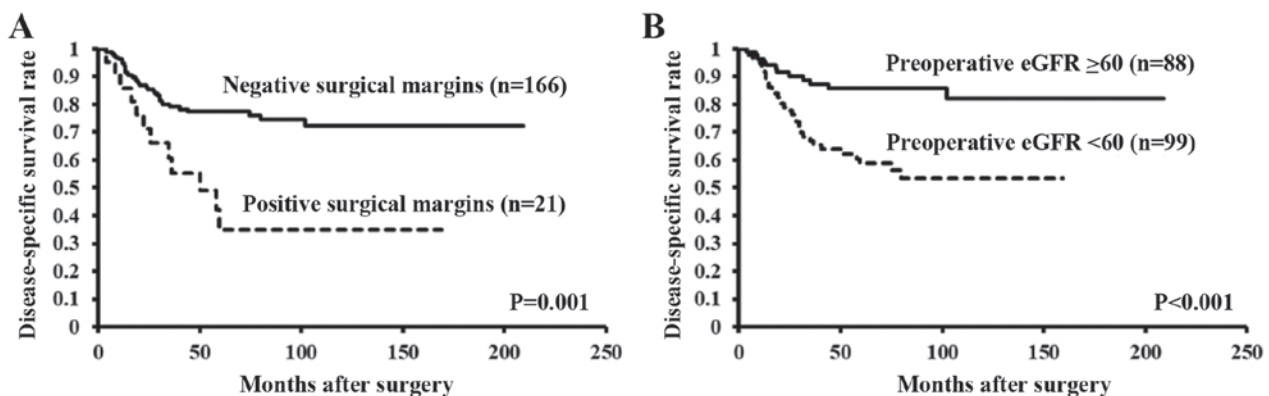 A
Disease-specific survival rate
1
0.9
0.8
0.7
0.6
0.5
0.4
0.3
0.2
0.1
0
Negative surgical margins (n=166)
Positive surgical margins (n=21)
P=0.001
0 50 100 150 200 250
Months after surgery
B
Disease-specific survival rate
1
0.9
0.8
0.7
0.6
0.5
0.4
0.3
0.2
0.1
0
Preoperative eGFR ≥60 (n=88)
Preoperative eGFR <60 (n=99)
P<0.001
0 50 100 150 200 250
Months after surgery